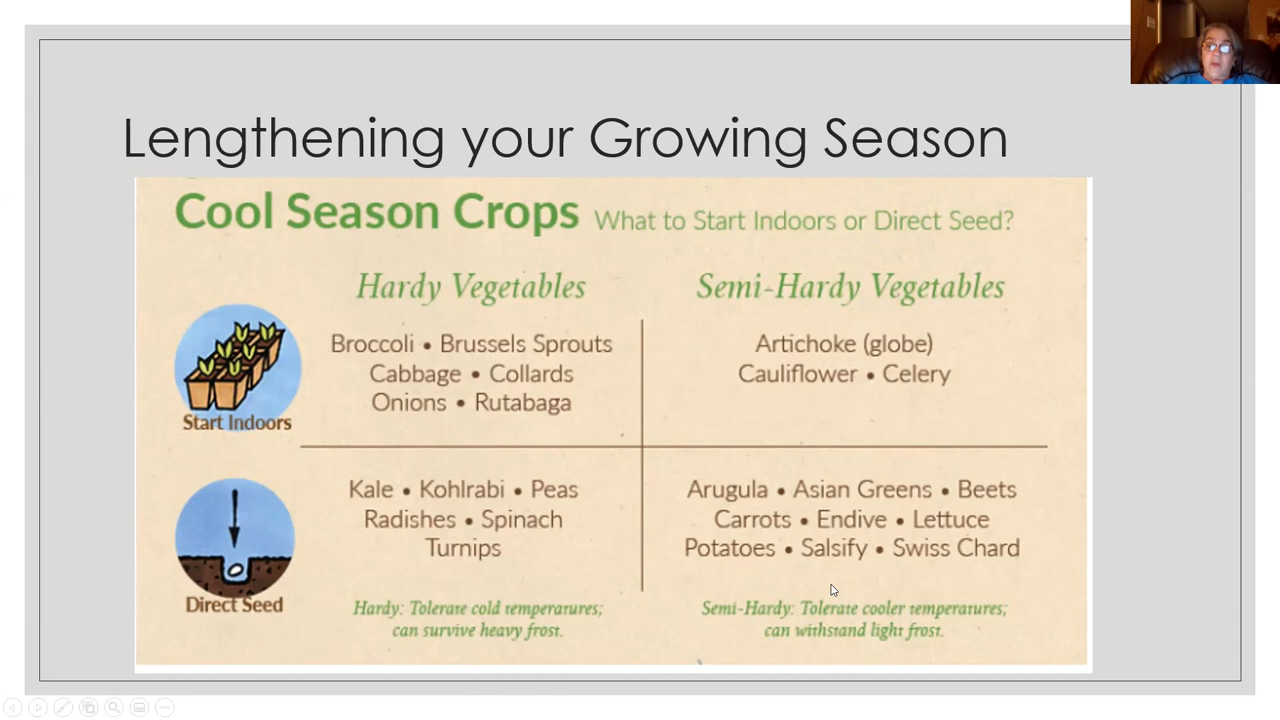 Lengthening your Growing Season
Cool Season Crops What to Start Indoors or Direct Seed?
Hardy Vegetables
Semi-Hardy Vegetables
Start Indoors
Broccoli • Brussels Sprouts
Cabbage • Collards
Onions • Rutabaga
Artichoke (globe)
Cauliflower • Celery
Direct Seed
Kale • Kohlrabi • Peas
Radishes • Spinach
Turnips
Arugula • Asian Greens • Beets
Carrots • Endive • Lettuce
Potatoes • Salsify • Swiss Chard
Hardy: Tolerate cold temperatures;
can survive heavy frost.
Semi-Hardy: Tolerate cooler temperatures;
can withstand light frost.